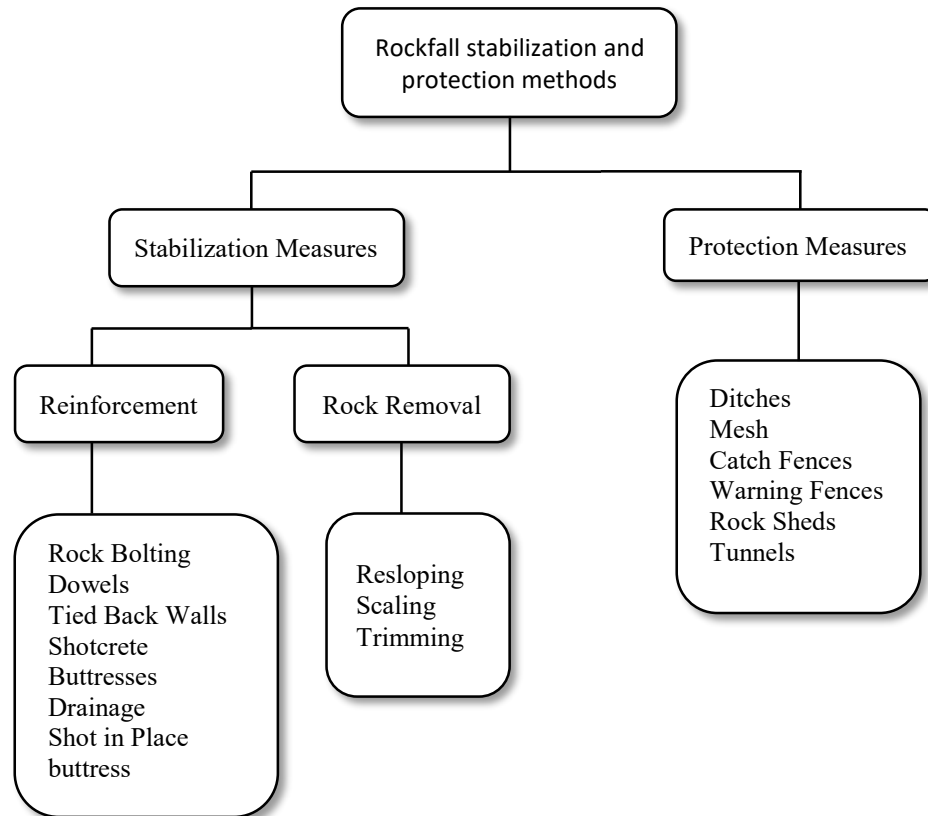 Rockfall stabilization and
protection methods
Stabilization Measures
Protection Measures
Reinforcement
Rock Removal
Rock Bolting
Dowels
Tied Back Walls
Shotcrete
Buttresses
Drainage
Shot in Place
buttress
Resloping
Scaling
Trimming
Ditches
Mesh
Catch Fences
Warning Fences
Rock Sheds
Tunnels